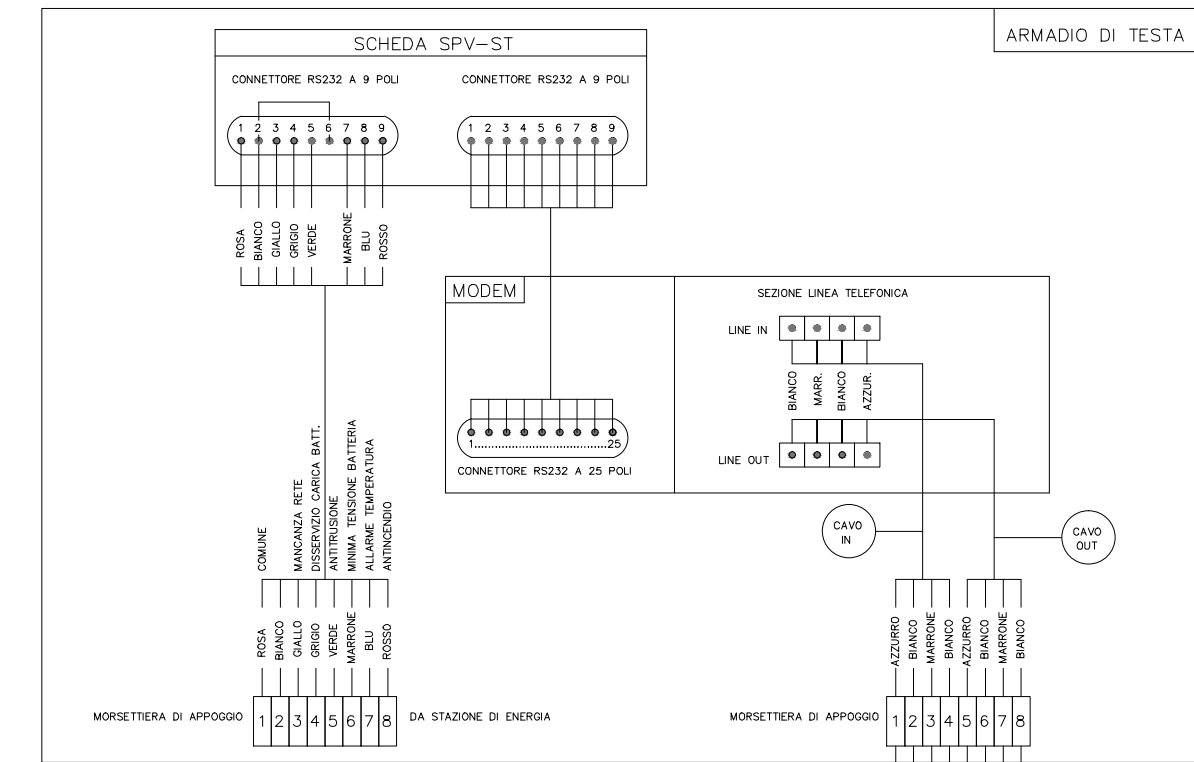 ARMADIO DI TESTA
SCHEDA SPV-ST
CONNETTORE RS232 A 9 POLI
CONNETTORE RS232 A 9 POLI
1 2 3 4 5 6 7 8 9
1 2 3 4 5 6 7 8 9
ROSA
BIANCO
GIALLO
GRIGIO
VERDE
MARRONE
BLU
ROSSO
MODEM
SEZIONE LINEA TELEFONICA
LINE IN
BIANCO
MARR.
BIANCO
AZZUR.
LINE OUT
1..............................25
CONNETTORE RS232 A 25 POLI
CAVO
IN
CAVO
OUT
COMUNE
MANCANZA RETE
DISSERVIZIO CARICA BATT.
ANTITRUSIONE
MINIMA TENSIONE BATTERIA
ALLARME TEMPERATURA
ANTINCENDIO
ROSA
BIANCO
GIALLO
GRIGIO
VERDE
MARRONE
BLU
ROSSO
AZZURRO
BIANCO
MARRONE
BIANCO
AZZURRO
BIANCO
MARRONE
BIANCO
MORSETTIERA DI APPOGGIO
1 2 3 4 5 6 7 8
DA STAZIONE DI ENERGIA
MORSETTIERA DI APPOGGIO
1 2 3 4 5 6 7 8